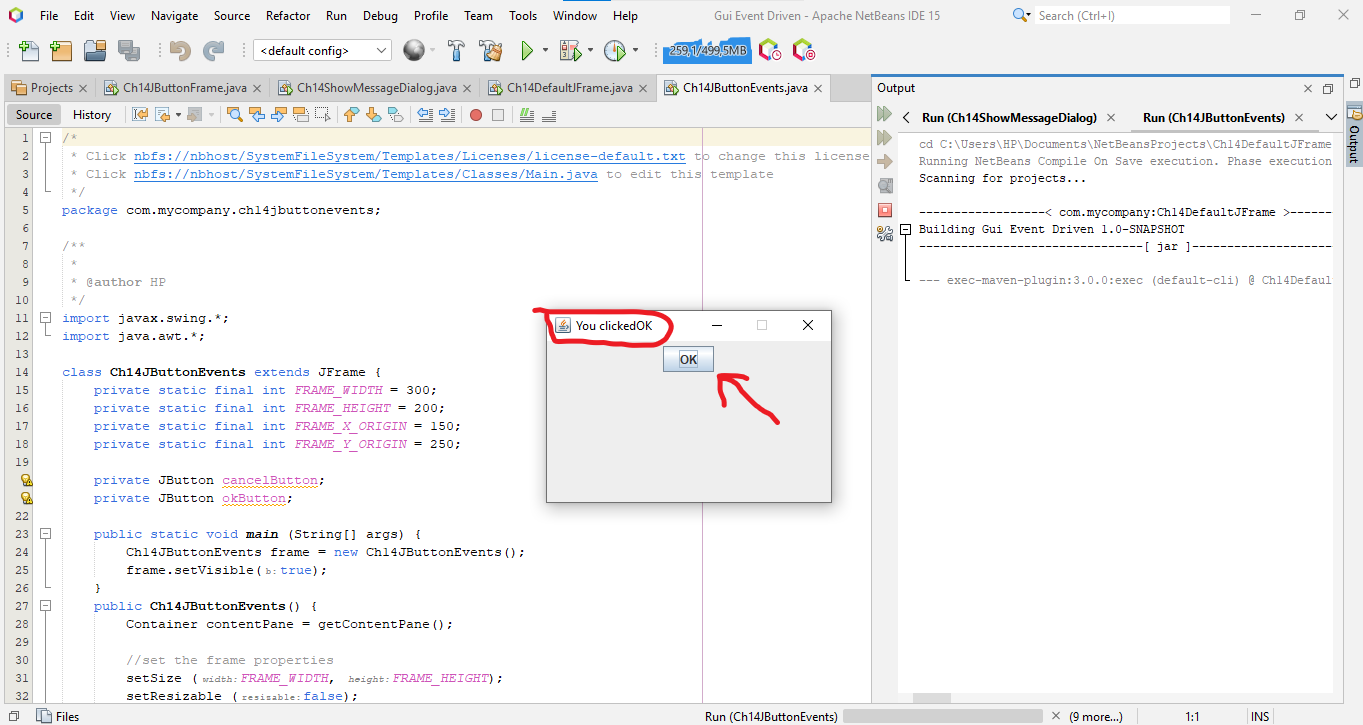 File Edit View Navigate Source Refactor Run Debug Profile Team Tools Window Help Gui Event Driven - Apache NetBeans IDE 15 Search (Ctrl+I)
<default config> 259,1/499,5MB
Projects Ch14JButtonFrame.java Ch14ShowMessageDialog.java Ch14DefaultJFrame.java Ch14JButtonEvents.java
Source History
1 /*
2 * Click nbfs://nbhost/SystemFileSystem/Templates/Licenses/license-default.txt to change this license
3 * Click nbfs://nbhost/SystemFileSystem/Templates/Classes/Main.java to edit this template
4 */
5 package com.mycompany.ch14jbuttonevents;
6
7 /**
8 *
9 * @author HP
10 */
11 import javax.swing.*;
12 import java.awt.*;
13
14 class Ch14JButtonEvents extends JFrame {
15 private static final int FRAME_WIDTH = 300;
16 private static final int FRAME_HEIGHT = 200;
17 private static final int FRAME_X_ORIGIN = 150;
18 private static final int FRAME_Y_ORIGIN = 250;
19
private JButton cancelButton;
private JButton okButton;
22
23 public static void main (String[] args) {
24 Ch14JButtonEvents frame = new Ch14JButtonEvents();
25 frame.setVisible(b:true);
26 }
27 public Ch14JButtonEvents() {
28 Container contentPane = getContentPane();
29
30 //set the frame properties
31 setSize (width:FRAME_WIDTH, height:FRAME_HEIGHT);
32 setResizable (resizable:false);
You clickedOK
OK
Output
Run (Ch14ShowMessageDialog) Run (Ch14JButtonEvents)
cd C:\Users\HP\Documents\NetBeansProjects\Ch14DefaultJFrame
Running NetBeans Compile On Save execution. Phase execution
Scanning for projects...
------------------< com.mycompany:Ch14DefaultJFrame >------
Building Gui Event Driven 1.0-SNAPSHOT
--------------------------------[ jar ]--------------------
--- exec-maven-plugin:3.0.0:exec (default-cli) @ Ch14Defaul
Output
Files Run (Ch14JButtonEvents) (9 more...) 1:1 INS